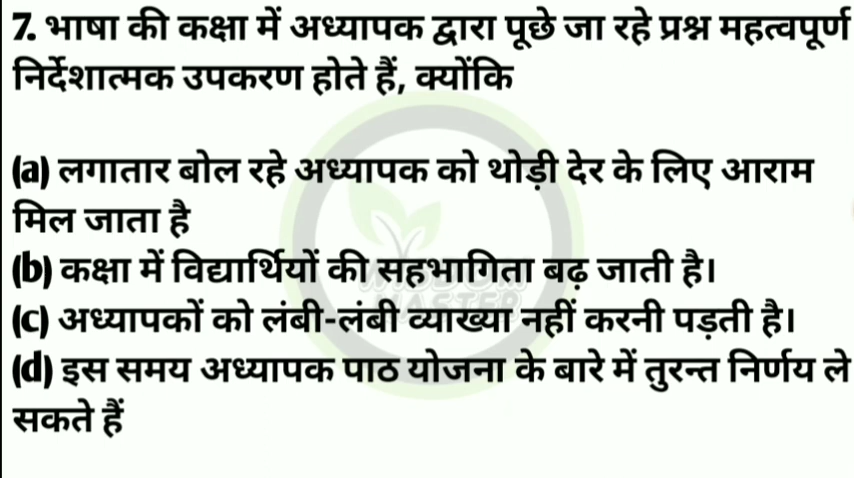 7. भाषा की कक्षा में अध्यापक द्वारा पूछे जा रहे प्रश्न महत्वपूर्ण
निर्देशात्मक उपकरण होते हैं, क्योंकि
(a) लगातार बोल रहे अध्यापक को थोड़ी देर के लिए आराम
मिल जाता है
(b) कक्षा में विद्यार्थियों की सहभागिता बढ़ जाती है।
(c) अध्यापकों को लंबी-लंबी व्याख्या नहीं करनी पड़ती है।
(d) इस समय अध्यापक पाठ योजना के बारे में तुरन्त निर्णय ले
सकते हैं